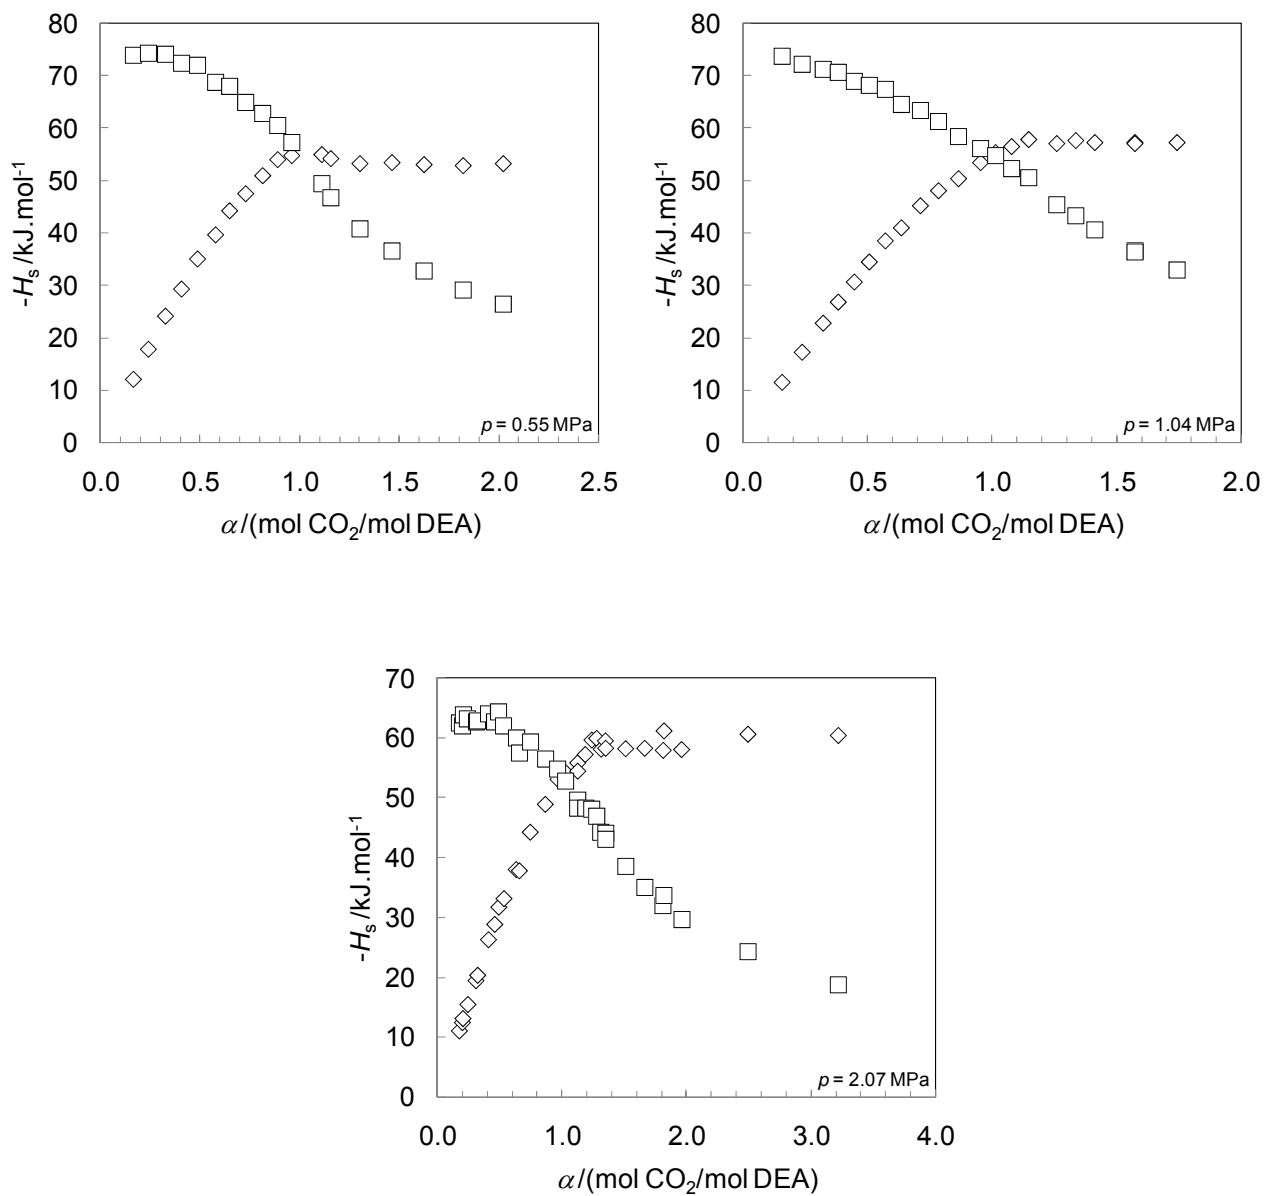 80
70
60
50
40
30
20
10
0
-Hs /kJ.mol-1
p = 0.55 MPa
0.0 0.5 1.0 1.5 2.0 2.5
α/(mol CO2/mol DEA)
80
70
60
50
40
30
20
10
0
-Hs /kJ.mol-1
p = 1.04 MPa
0.0 0.5 1.0 1.5 2.0
α/(mol CO2/mol DEA)
70
60
50
40
30
20
10
0
-Hs /kJ.mol-1
p = 2.07 MPa
0.0 1.0 2.0 3.0 4.0
α/(mol CO2/mol DEA)